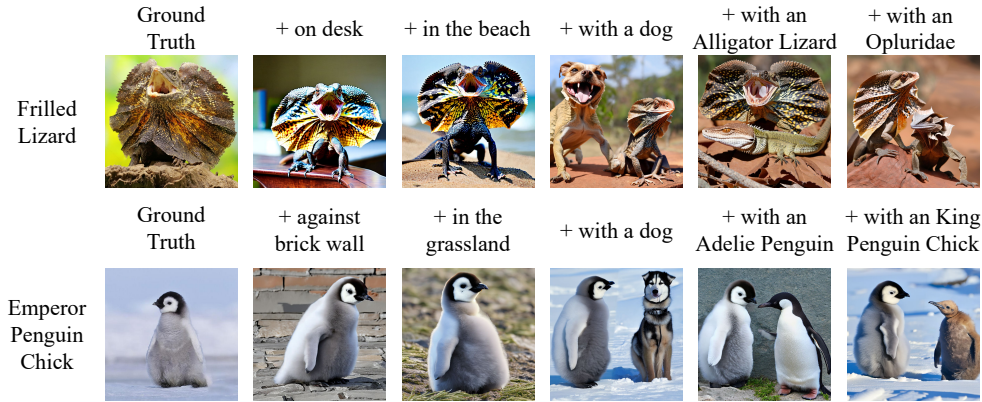 Ground
Truth
+ on desk
+ in the beach
+ with a dog
+ with an
Alligator Lizard
+ with an
Opluridae
Frilled
Lizard
Ground
Truth
+ against
brick wall
+ in the
grassland
+ with a dog
+ with an
Adelie Penguin
+ with an King
Penguin Chick
Emperor
Penguin
Chick